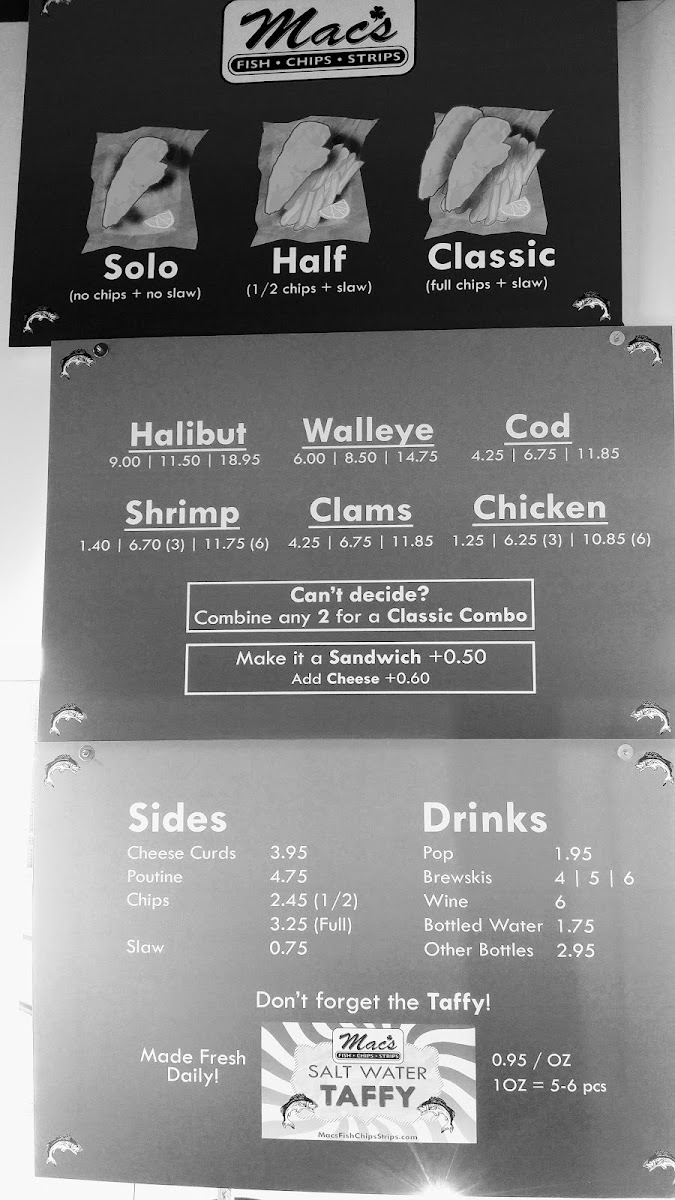 Mac's
FISH • CHIPS • STRIPS
Solo
(no chips + no slaw)
Half
(1/2 chips + slaw)
Classic
(full chips + slaw)
Halibut
9.00 | 11.50 | 18.95
Walleye
6.00 | 8.50 | 14.75
Cod
4.25 | 6.75 | 11.85
Shrimp
1.40 | 6.70 (3) | 11.75 (6)
Clams
4.25 | 6.75 | 11.85
Chicken
1.25 | 6.25 (3) | 10.85 (6)
Can't decide?
Combine any 2 for a Classic Combo
Make it a Sandwich +0.50
Add Cheese +0.60
Sides
Cheese Curds 3.95
Poutine 4.75
Chips 2.45 (1/2)
3.25 (Full)
Slaw 0.75
Drinks
Pop 1.95
Brewskis 4 | 5 | 6
Wine 6
Bottled Water 1.75
Other Bottles 2.95
Don't forget the Taffy!
Made Fresh
Daily!
Mac's
FISH • CHIPS • STRIPS
SALT WATER
TAFFY
MacsFishChipsStrips.com
0.95 / OZ
1OZ = 5-6 pcs